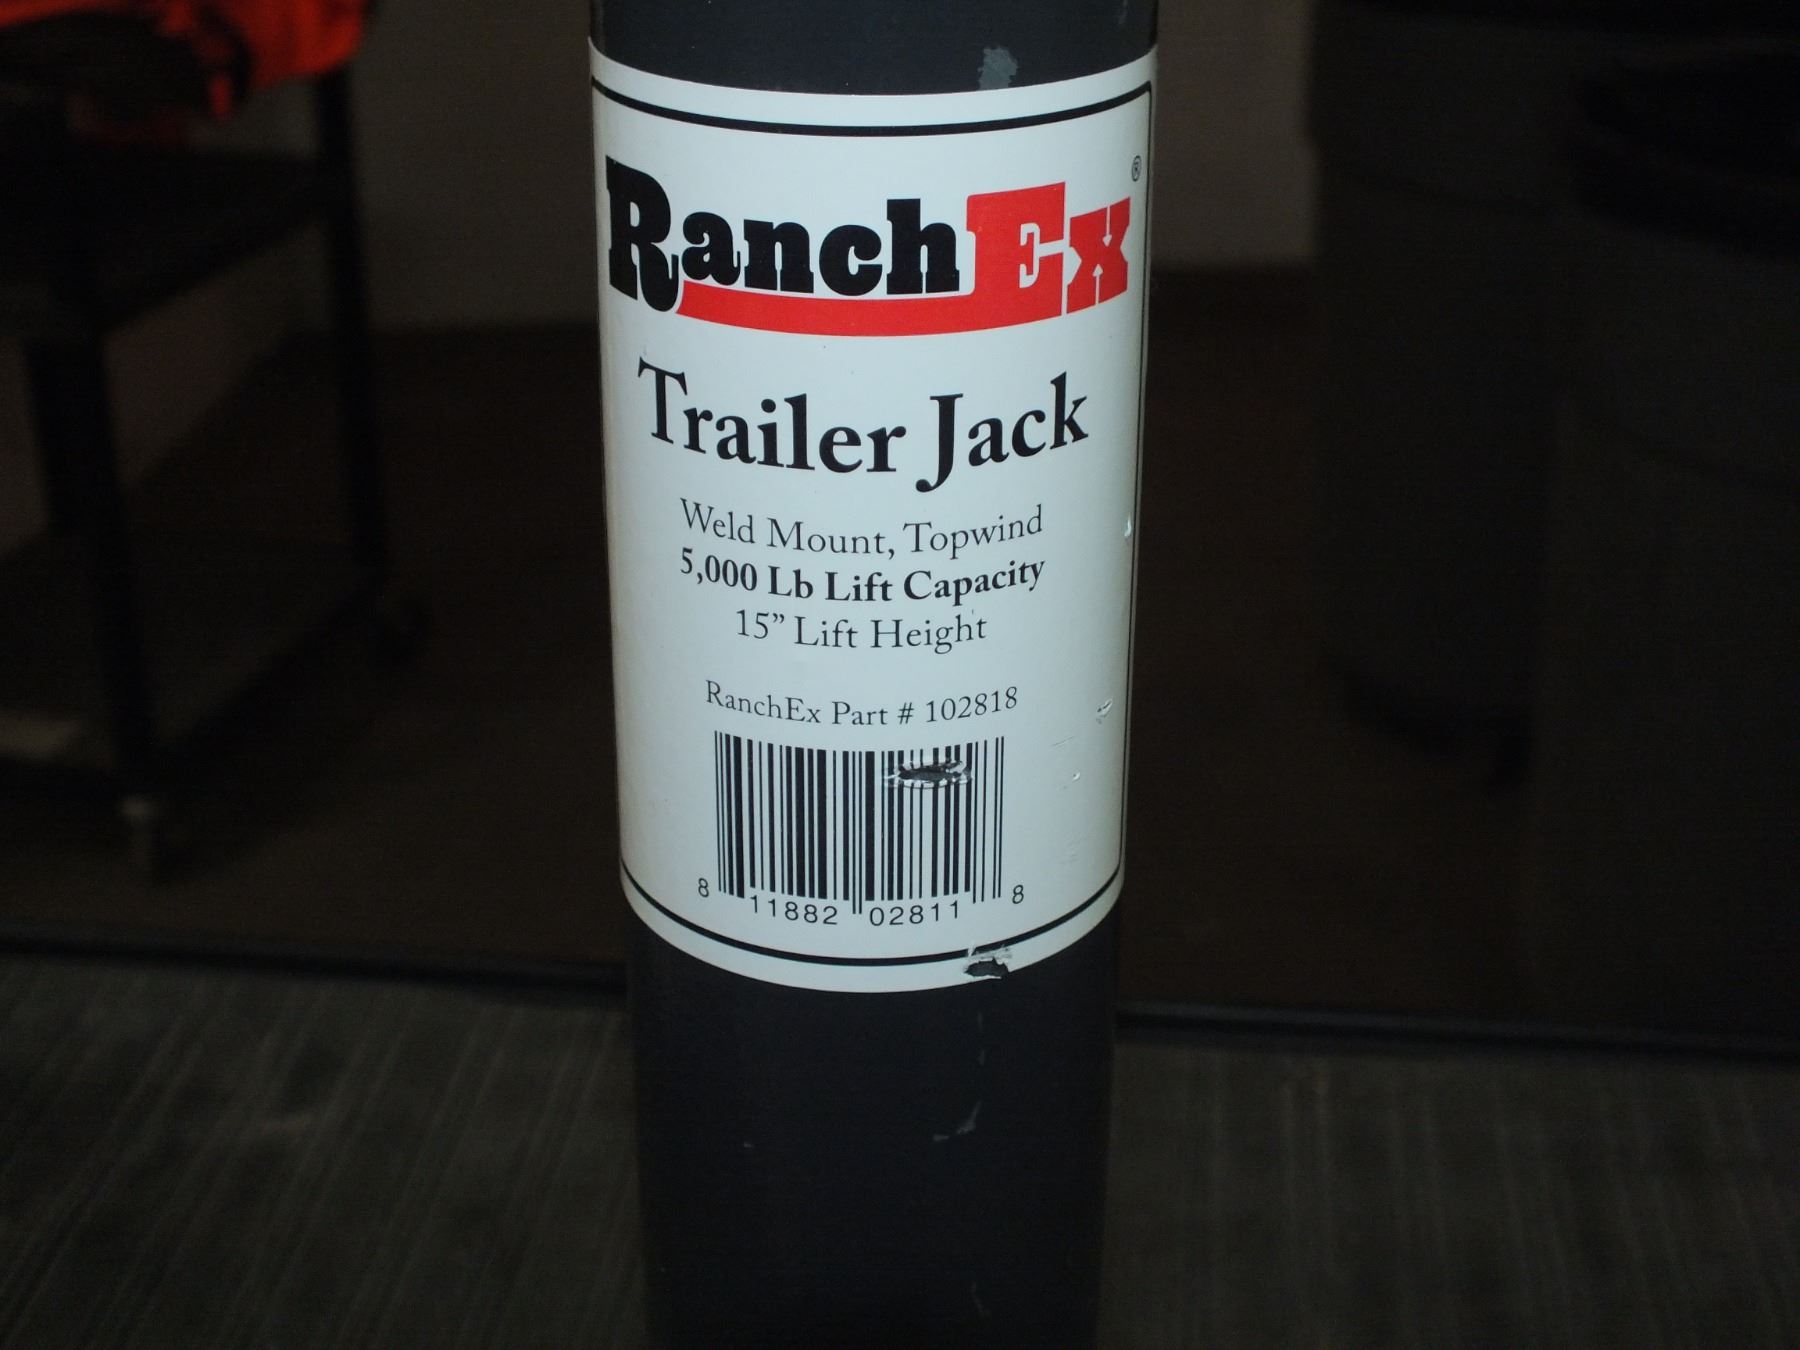 RanchEx®
Trailer Jack
Weld Mount, Topwind
5,000 Lb Lift Capacity
15” Lift Height
RanchEx Part # 102818
8 11882 02811 8